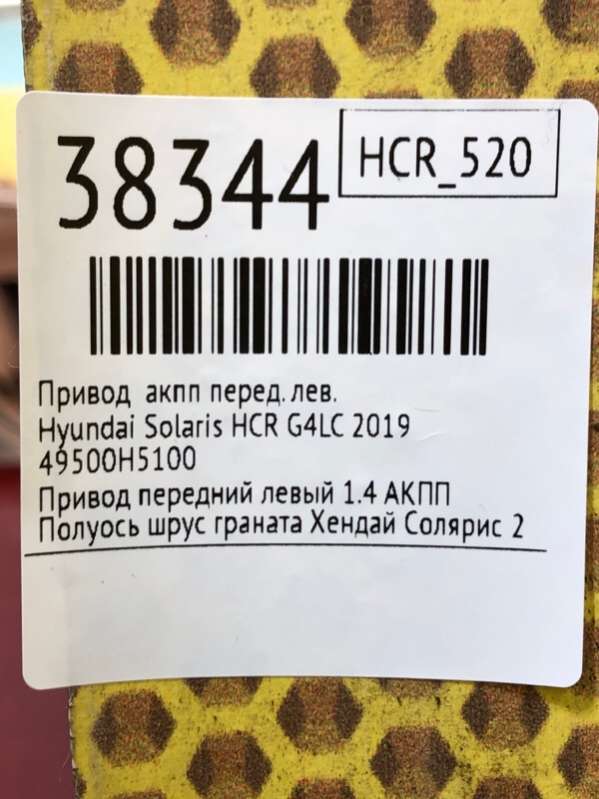 38344
HCR_520
Привод акпп перед. лев.
Hyundai Solaris HCR G4LC 2019
49500H5100
Привод передний левый 1.4 АКПП
Полуось шрус граната Хендай Солярис 2